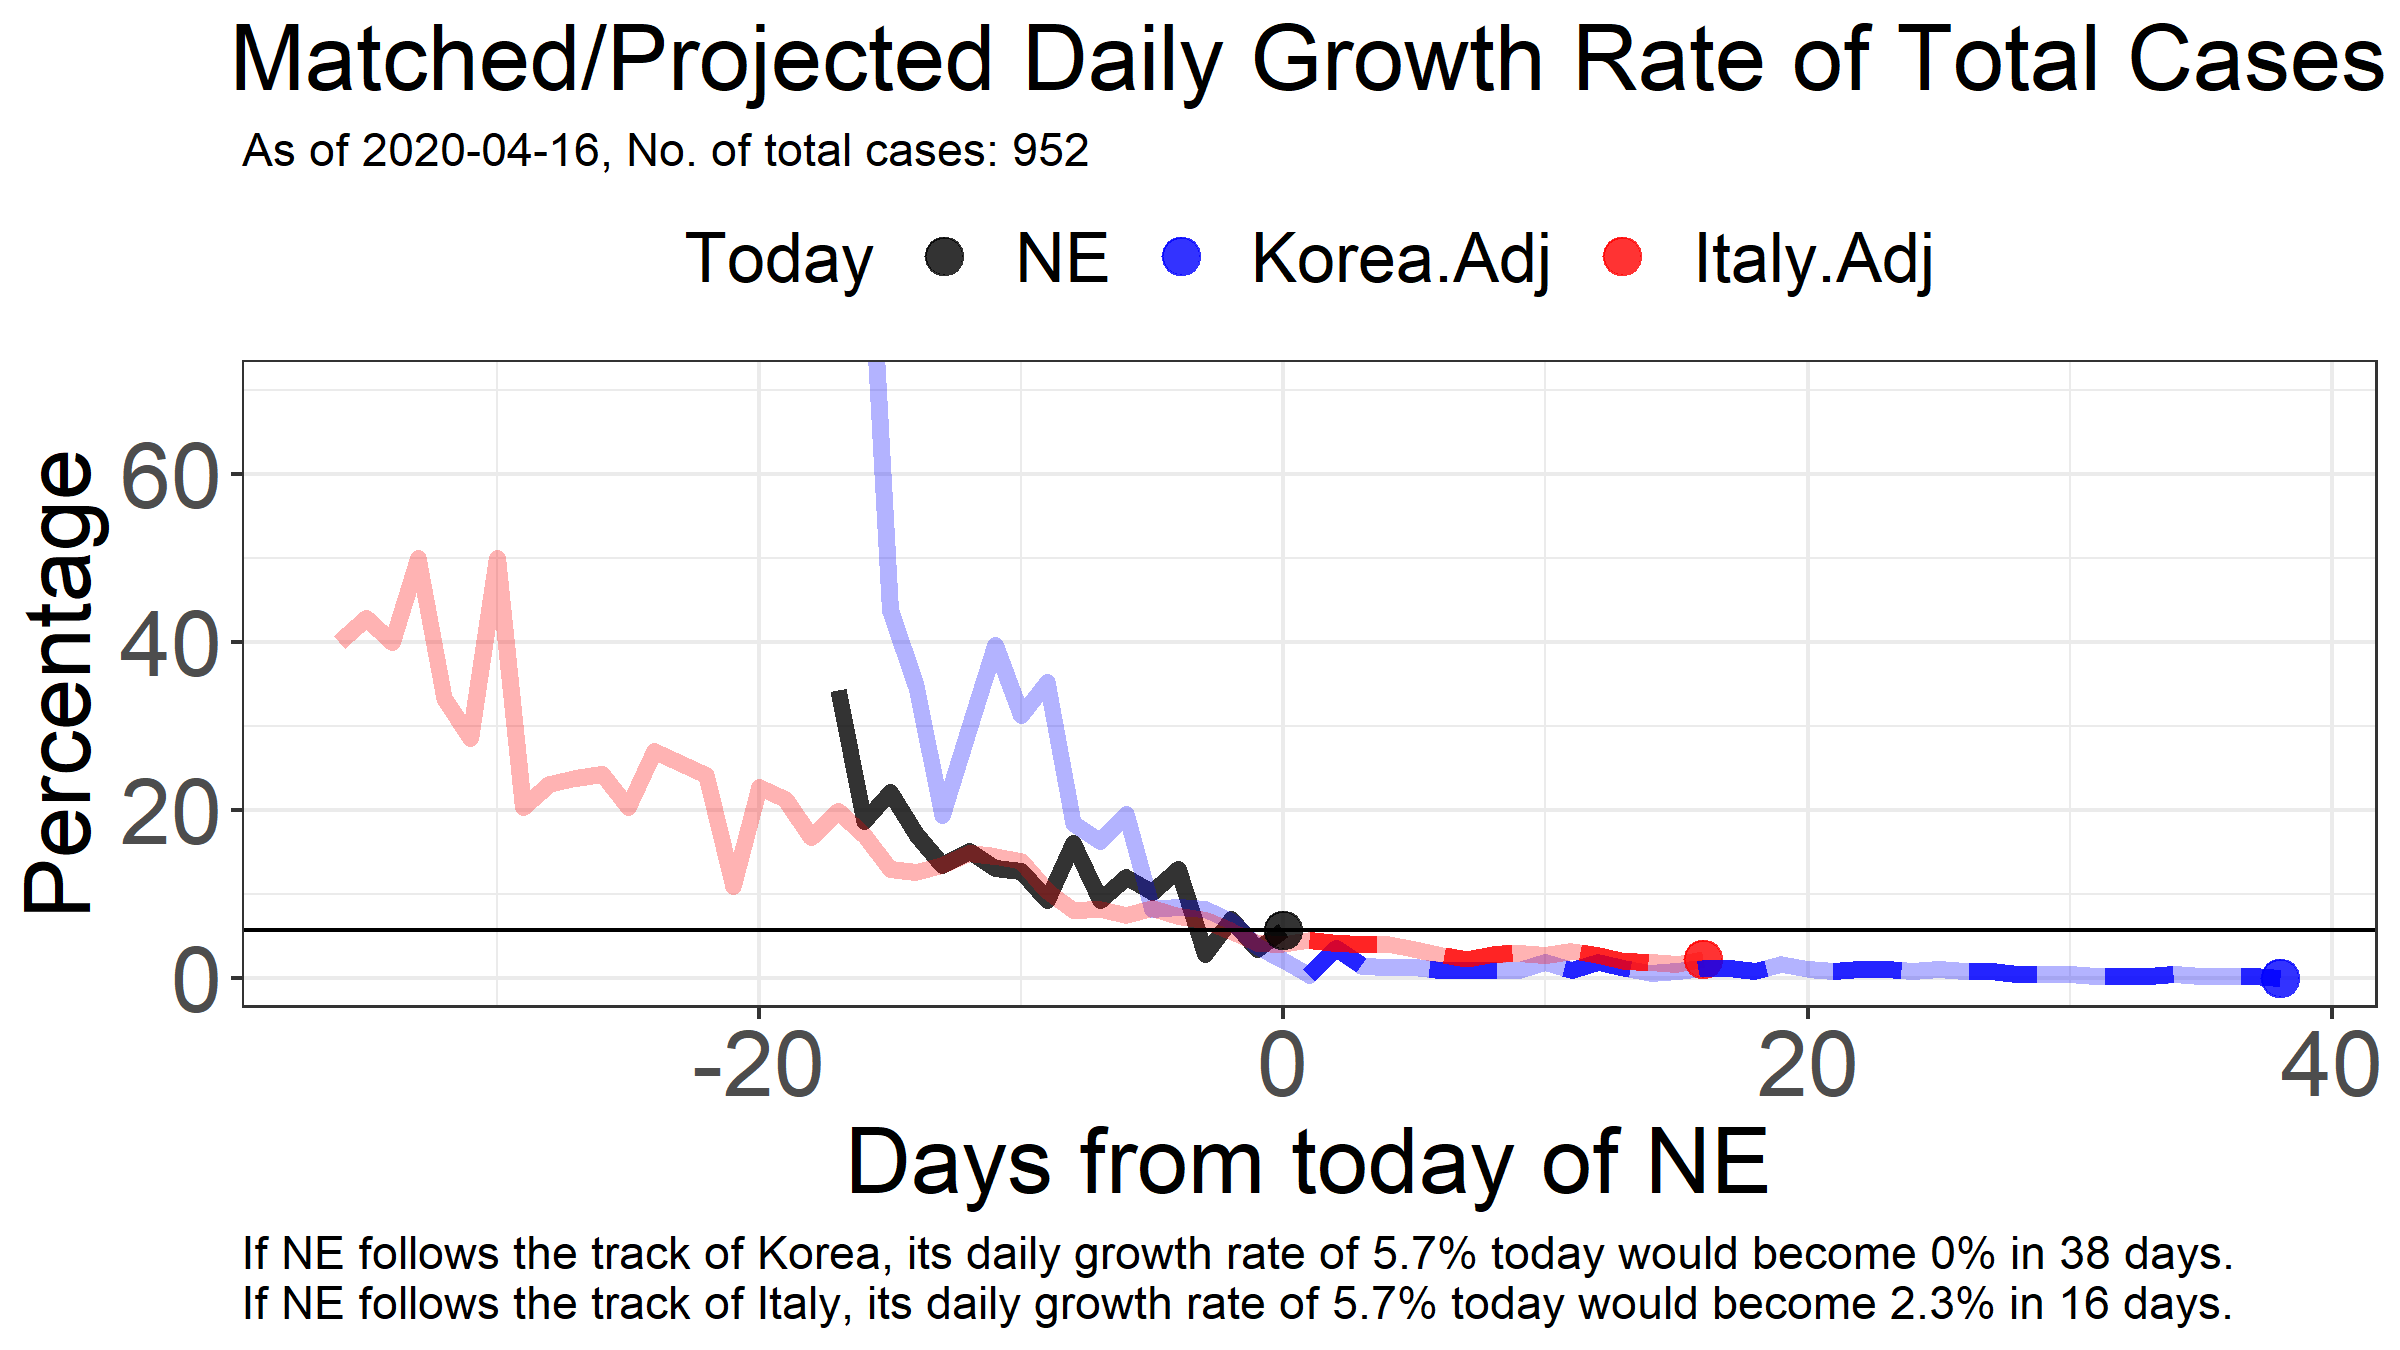 Matched/Projected Daily Growth Rate of Total Cases
As of 2020-04-16, No. of total cases: 952
Today NE Korea.Adj Italy.Adj
Percentage
60
40
20
0
-20 0 20 40
Days from today of NE
If NE follows the track of Korea, its daily growth rate of 5.7% today would become 0% in 38 days.
If NE follows the track of Italy, its daily growth rate of 5.7% today would become 2.3% in 16 days.